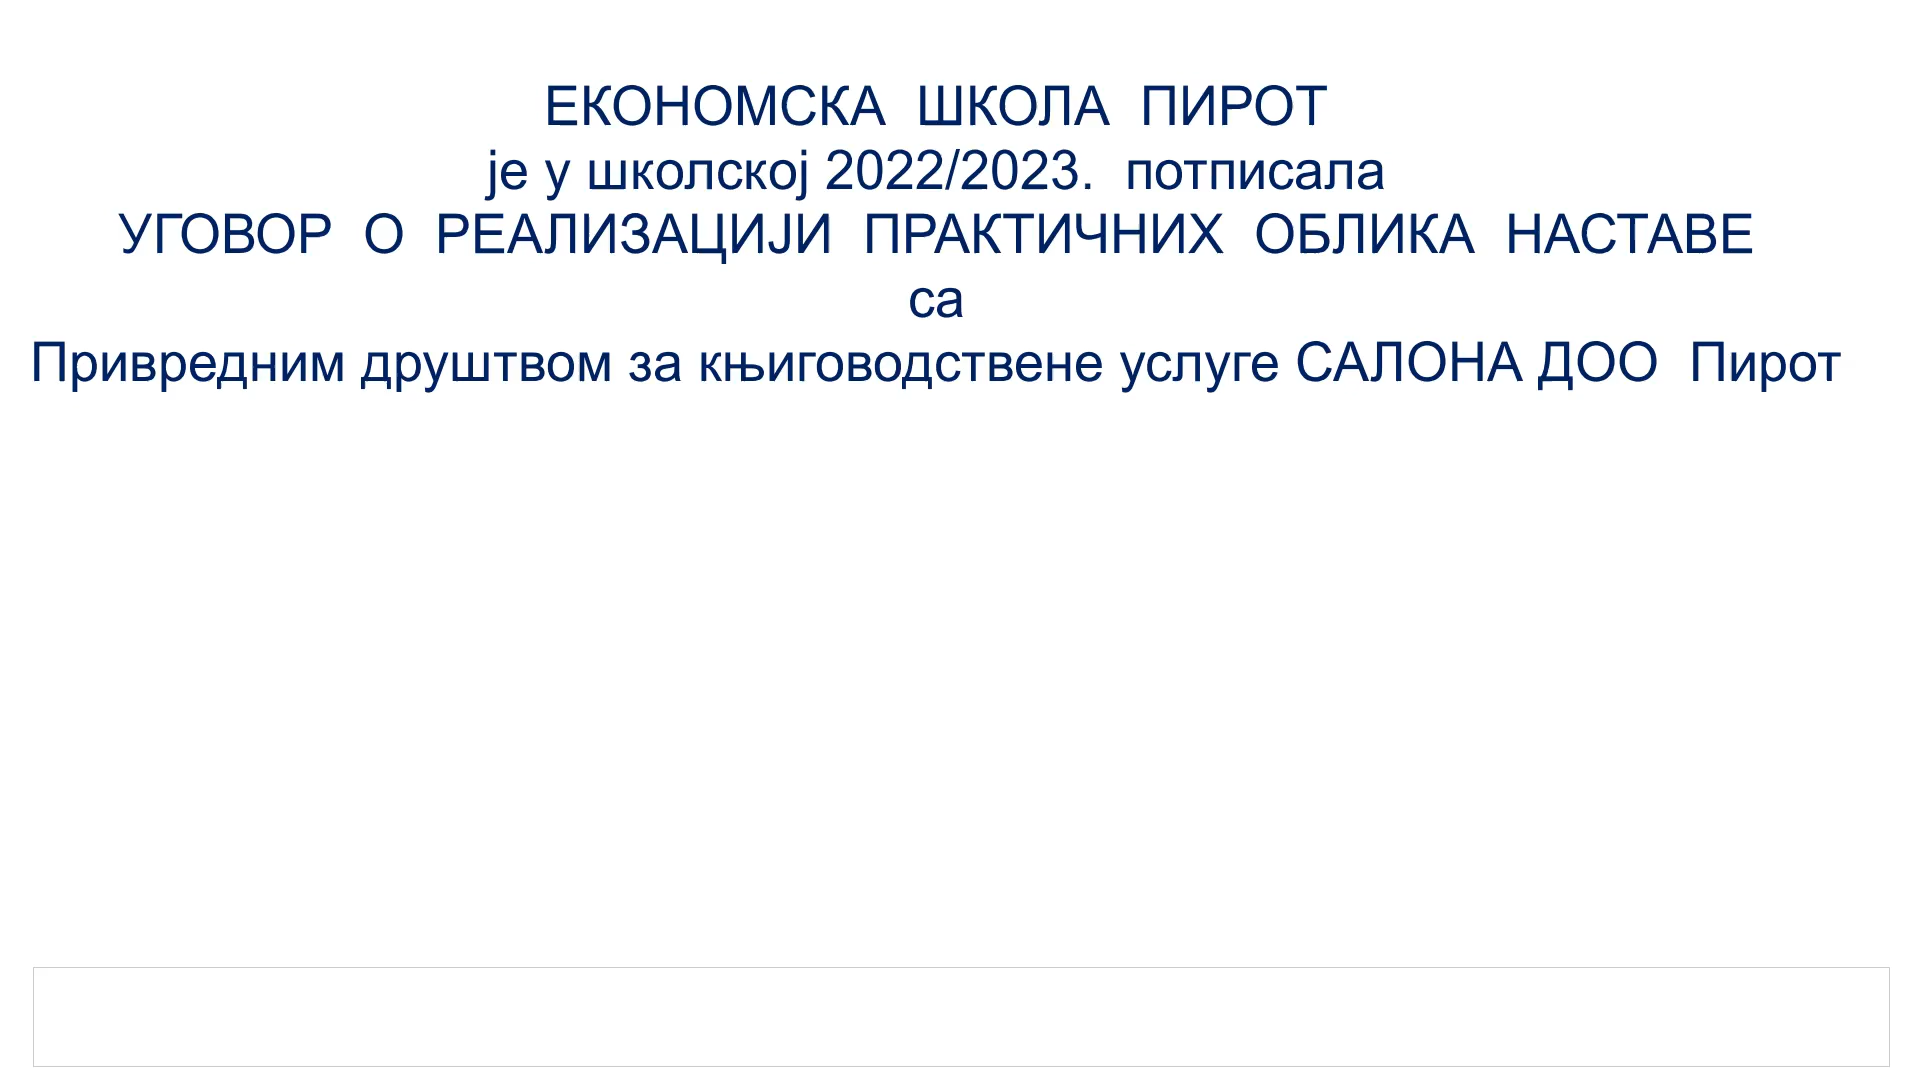 ЕКОНОМСКА ШКОЛА ПИРОТ
је у школској 2022/2023. потписала
УГОВОР О РЕАЛИЗАЦИЈИ ПРАКТИЧНИХ ОБЛИКА НАСТАВЕ
са
Привредним друштвом за књиговодствене услуге САЛОНА ДОО Пирот